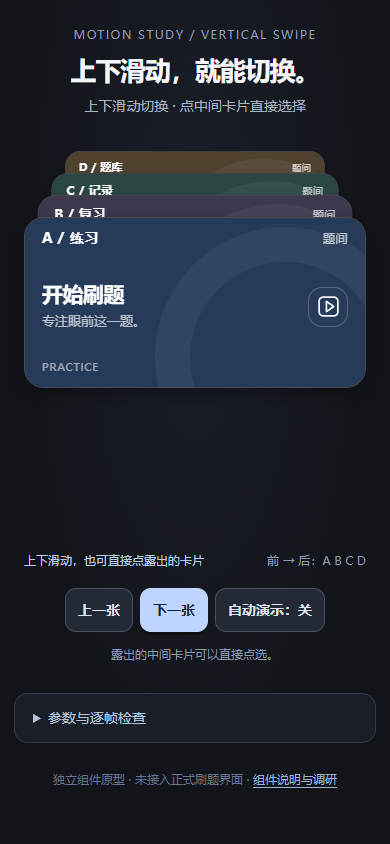 MOTION STUDY / VERTICAL SWIPE
上下滑动，就能切换。
上下滑动切换 · 点中间卡片直接选择
D / 题库 题间
C / 记录 题间
B / 复习 题间
A / 练习 题间
开始刷题
专注眼前这一题。
PRACTICE
上下滑动，也可直接点露出的卡片 前 → 后：A B C D
上一张 下一张 自动演示：关
露出的中间卡片可以直接点选。
▶ 参数与逐帧检查
独立组件原型 · 未接入正式刷题界面 · 组件说明与调研